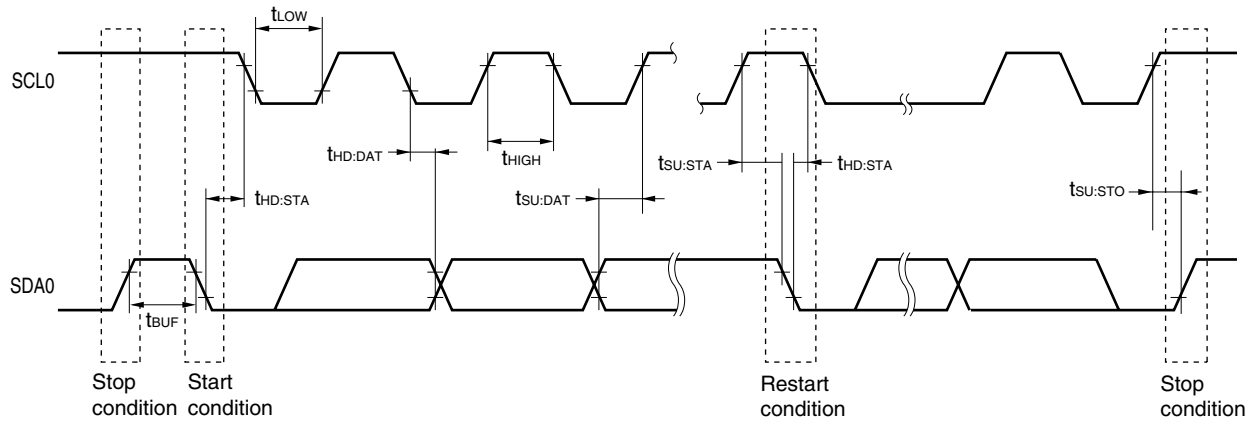 tLOW
SCL0
tHD:DAT
tHIGH
tSU:STA
tHD:STA
tHD:STA
tSU:DAT
tSU:STO
SDA0
tBUF
Stop
condition
Start
condition
Restart
condition
Stop
condition